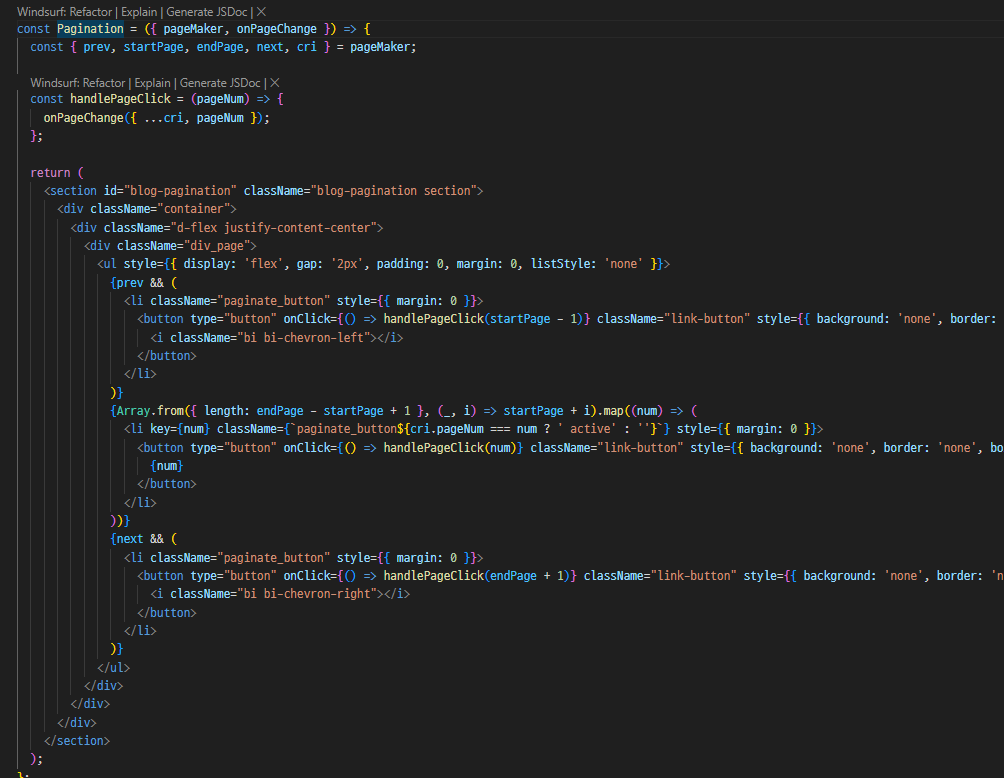 Windsurf: Refactor | Explain | Generate JSDoc | X
const Pagination = ({ pageMaker, onPageChange }) => {
  const { prev, startPage, endPage, next, cri } = pageMaker;

  Windsurf: Refactor | Explain | Generate JSDoc | X
  const handlePageClick = (pageNum) => {
    onPageChange({ ...cri, pageNum });
  };

  return (
    <section id="blog-pagination" className="blog-pagination section">
      <div className="container">
        <div className="d-flex justify-content-center">
          <div className="div_page">
            <ul style={{ display: 'flex', gap: '2px', padding: 0, margin: 0, listStyle: 'none' }}>
              {prev && (
                <li className="paginate_button" style={{ margin: 0 }}>
                  <button type="button" onClick={() => handlePageClick(startPage - 1)} className="link-button" style={{ background: 'none', border:
                    <i className="bi bi-chevron-left"></i>
                  </button>
                </li>
              )}
              {Array.from({ length: endPage - startPage + 1 }, (_, i) => startPage + i).map((num) => (
                <li key={num} className={`paginate_button${cri.pageNum === num ? ' active' : ''}`} style={{ margin: 0 }}>
                  <button type="button" onClick={() => handlePageClick(num)} className="link-button" style={{ background: 'none', border: 'none', bo
                    {num}
                  </button>
                </li>
              ))}
              {next && (
                <li className="paginate_button" style={{ margin: 0 }}>
                  <button type="button" onClick={() => handlePageClick(endPage + 1)} className="link-button" style={{ background: 'none', border: 'n
                    <i className="bi bi-chevron-right"></i>
                  </button>
                </li>
              )}
            </ul>
          </div>
        </div>
      </div>
    </section>
  );
};